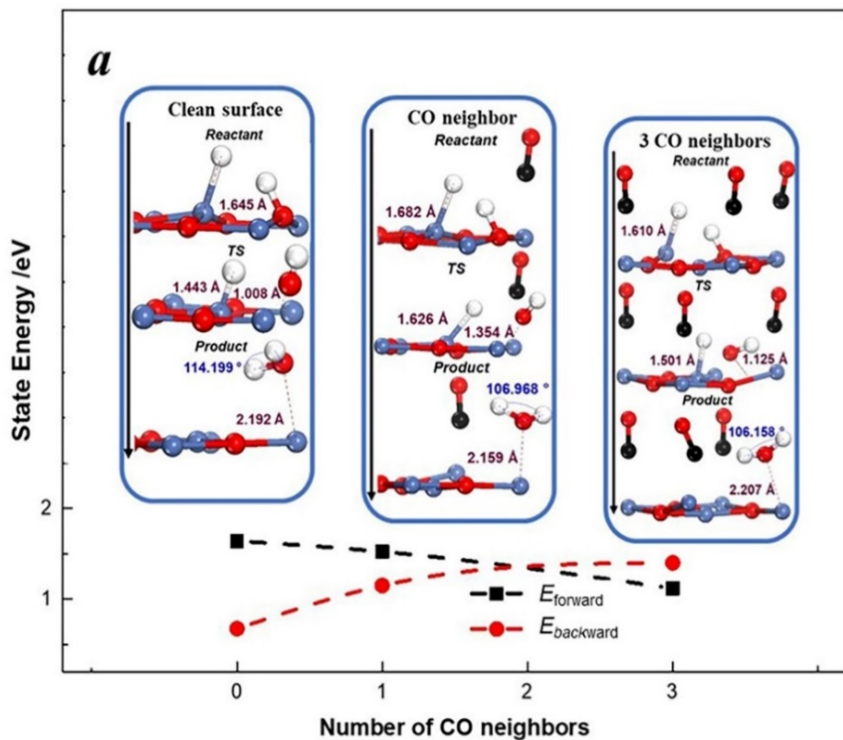 a
Clean surface
Reactant
1.645 Å
TS
1.443 Å
1.008 Å
Product
114.199 °
2.192 Å
CO neighbor
Reactant
1.682 Å
TS
1.626 Å
1.354 Å
Product
106.968 °
2.159 Å
3 CO neighbors
Reactant
1.610 Å
TS
1.501 Å
1.125 Å
Product
106.158 °
2.207 Å
State Energy /eV
2
1
E forward
E backward
0 1 2 3
Number of CO neighbors